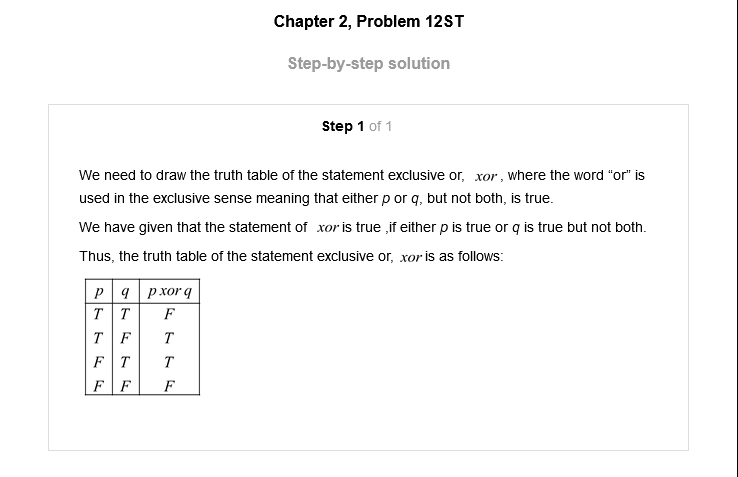 Chapter 2, Problem 12ST
Step-by-step solution
Step 1 of 1
We need to draw the truth table of the statement exclusive or, xor , where the word “or” is
used in the exclusive sense meaning that either p or q, but not both, is true.
We have given that the statement of xor is true ,if either p is true or q is true but not both.
Thus, the truth table of the statement exclusive or, xor is as follows:
p q p xor q
T T F
T F T
F T T
F F F